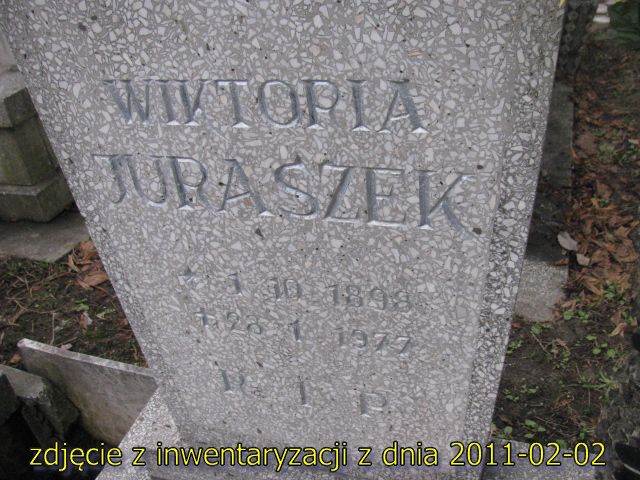 WIKTORIA
JURASZEK
* 1 10 1898
† 28 1 1977
R I P
zdjęcie z inwentaryzacji z dnia 2011-02-02